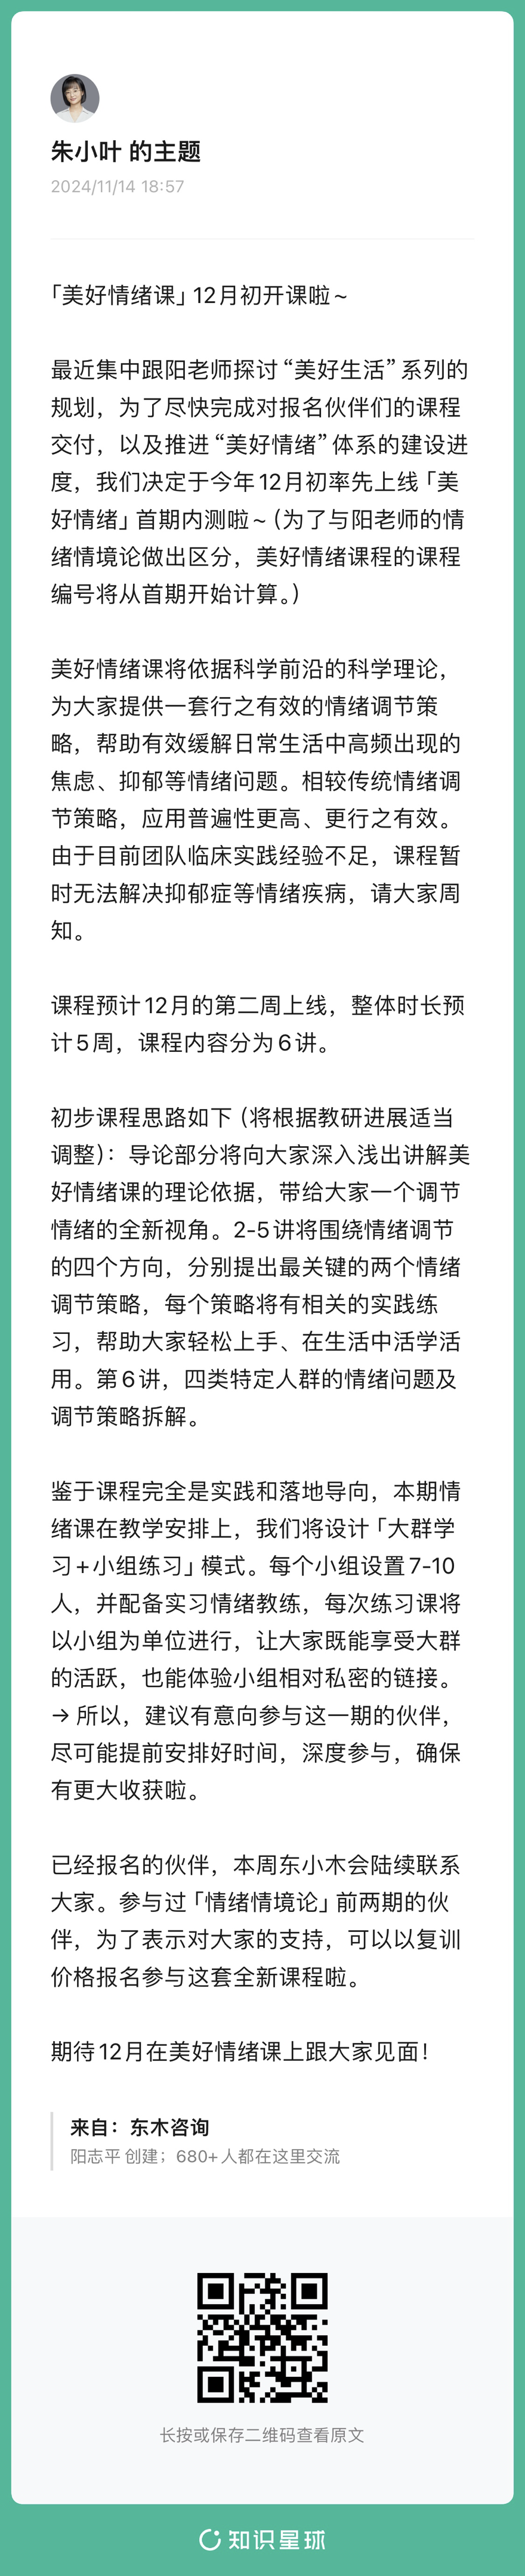 朱小叶 的主题
2024/11/14 18:57
「美好情绪课」12月初开课啦~
最近集中跟阳老师探讨“美好生活”系列的
规划，为了尽快完成对报名伙伴们的课程
交付，以及推进“美好情绪”体系的建设进
度，我们决定于今年12月初率先上线「美
好情绪」首期内测啦~（为了与阳老师的情
绪情境论做出区分，美好情绪课程的课程
编号将从首期开始计算。）
美好情绪课将依据科学前沿的科学理论，
为大家提供一套行之有效的情绪调节策
略，帮助有效缓解日常生活中高频出现的
焦虑、抑郁等情绪问题。相较传统情绪调
节策略，应用普遍性更高、更行之有效。
由于目前团队临床实践经验不足，课程暂
时无法解决抑郁症等情绪疾病，请大家周
知。
课程预计12月的第二周上线，整体时长预
计5周，课程内容分为6讲。
初步课程思路如下（将根据教研进展适当
调整）：导论部分将向大家深入浅出讲解美
好情绪课的理论依据，带给大家一个调节
情绪的全新视角。2-5讲将围绕情绪调节
的四个方向，分别提出最关键的两个情绪
调节策略，每个策略将有相关的实践练
习，帮助大家轻松上手、在生活中活学活
用。第6讲，四类特定人群的情绪问题及
调节策略拆解。
鉴于课程完全是实践和落地导向，本期情
绪课在教学安排上，我们将设计「大群学
习+小组练习」模式。每个小组设置7-10
人，并配备实习情绪教练，每次练习课将
以小组为单位进行，让大家既能享受大群
的活跃，也能体验小组相对私密的链接。
→ 所以，建议有意向参与这一期的伙伴，
尽可能提前安排好时间，深度参与，确保
有更大收获啦。
已经报名的伙伴，本周东小木会陆续联系
大家。参与过「情绪情境论」前两期的伙
伴，为了表示对大家的支持，可以以复训
价格报名参与这套全新课程啦。
期待12月在美好情绪课上跟大家见面！
来自：东木咨询
阳志平 创建；680+人都在这里交流
长按或保存二维码查看原文
知识星球